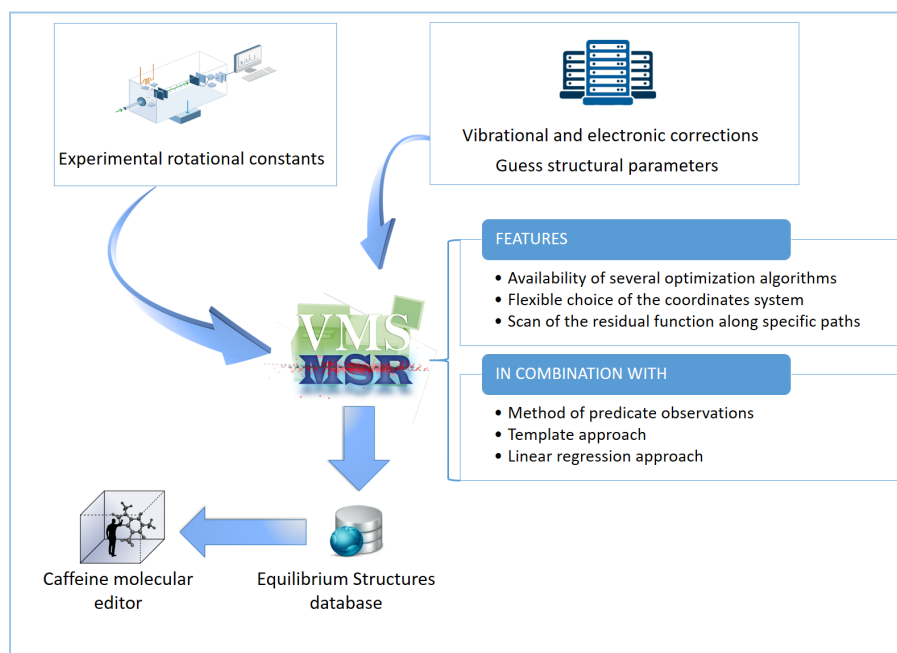 Experimental rotational constants
Vibrational and electronic corrections
Guess structural parameters
FEATURES
• Availability of several optimization algorithms
• Flexible choice of the coordinates system
• Scan of the residual function along specific paths
VMS
MSR
IN COMBINATION WITH
• Method of predicate observations
• Template approach
• Linear regression approach
Caffeine molecular
editor
Equilibrium Structures
database